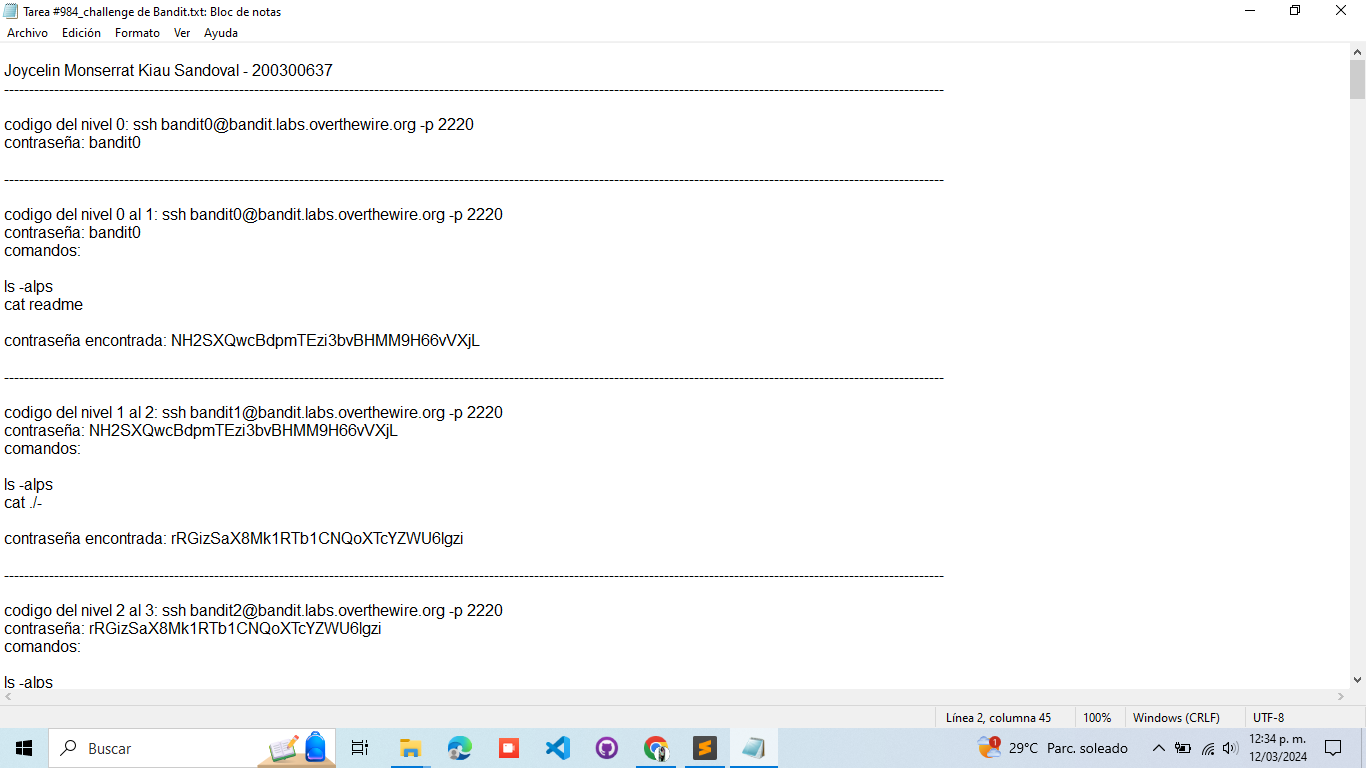 Tarea #984_challenge de Bandit.txt: Bloc de notas
Archivo Edición Formato Ver Ayuda
Joycelin Monserrat Kiau Sandoval - 200300637
--------------------------------------------------------------------------------
codigo del nivel 0: ssh bandit0@bandit.labs.overthewire.org -p 2220
contraseña: bandit0
--------------------------------------------------------------------------------
codigo del nivel 0 al 1: ssh bandit0@bandit.labs.overthewire.org -p 2220
contraseña: bandit0
comandos:
ls -alps
cat readme
contraseña encontrada: NH2SXQwcBdpmTEzi3bvBHMM9H66vVXjL
--------------------------------------------------------------------------------
codigo del nivel 1 al 2: ssh bandit1@bandit.labs.overthewire.org -p 2220
contraseña: NH2SXQwcBdpmTEzi3bvBHMM9H66vVXjL
comandos:
ls -alps
cat ./-
contraseña encontrada: rRGizSaX8Mk1RTb1CNQoXTcYZWU6lgzi
--------------------------------------------------------------------------------
codigo del nivel 2 al 3: ssh bandit2@bandit.labs.overthewire.org -p 2220
contraseña: rRGizSaX8Mk1RTb1CNQoXTcYZWU6lgzi
comandos:
ls -alps
Línea 2, columna 45 100% Windows (CRLF) UTF-8
Buscar 29°C Parc. soleado 12:34 p. m.
12/03/2024